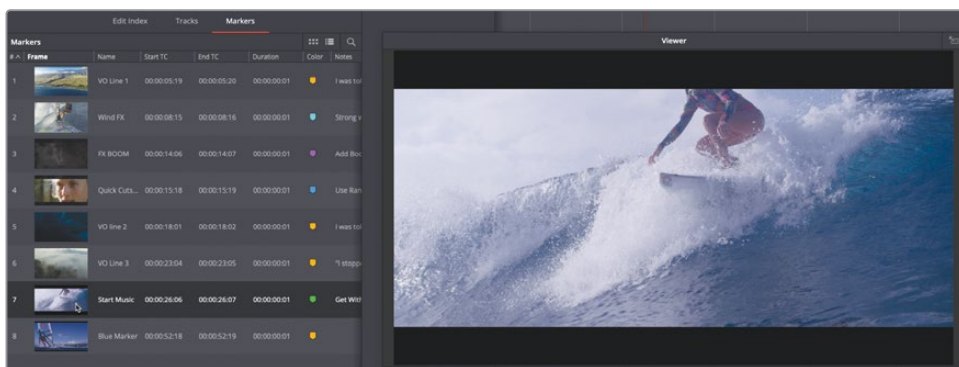 Edit Index Tracks Markers
Markers
Viewer
# Frame Name Start TC End TC Duration Color Notes
1 VO Line 1 00:00:05:19 00:00:05:20 00:00:00:01 I was tol
2 Wind FX 00:00:08:15 00:00:08:16 00:00:00:01 Strong w
3 FX BOOM 00:00:14:06 00:00:14:07 00:00:00:01 Add Boo
4 Quick Cuts... 00:00:15:18 00:00:15:19 00:00:00:01 Use Ran
5 VO line 2 00:00:18:01 00:00:18:02 00:00:00:01 I was tol
6 VO Line 3 00:00:23:04 00:00:23:05 00:00:00:01 "I stopp
7 Start Music 00:00:26:06 00:00:26:07 00:00:00:01 Get With
8 Blue Marker 00:00:52:18 00:00:52:19 00:00:00:01